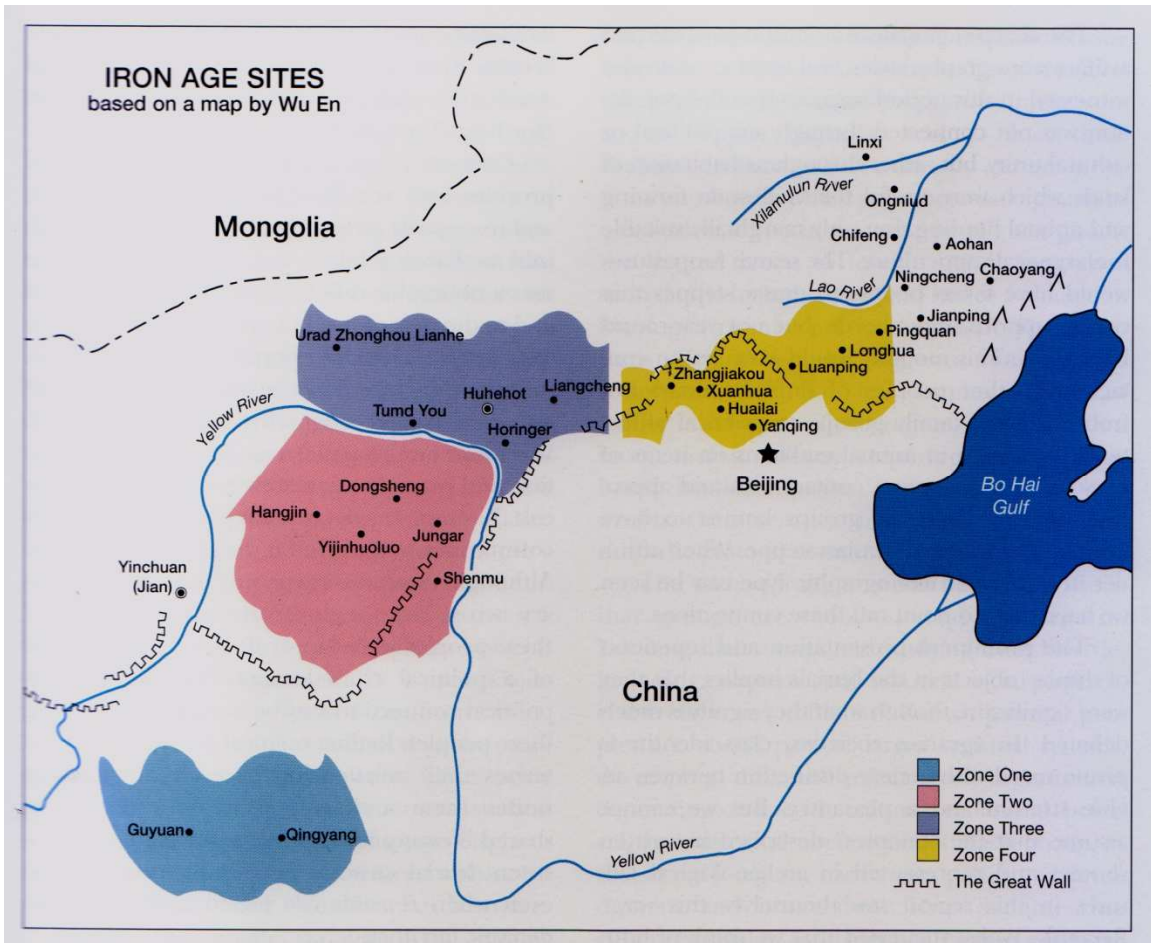 IRON AGE SITES
based on a map by Wu En
Mongolia
Linxi
Xilamulun River
Ongniud
Chifeng
Aohan
Ningcheng
Chaoyang
Lao River
Jianping
Pingquan
Urad Zhonghou Lianhe
Longhua
Luanping
Zhangjiakou
Liangcheng
Xuanhua
Huhehot
Yellow River
Tumd You
Huailai
Horinger
Yanqing
Beijing
Bo Hai
Gulf
Dongsheng
Hangjin
Jungar
Yijinhuoluo
Yinchuan
(Jian)
Shenmu
China
Zone One
Zone Two
Zone Three
Zone Four
The Great Wall
Guyuan
Qingyang
Yellow River